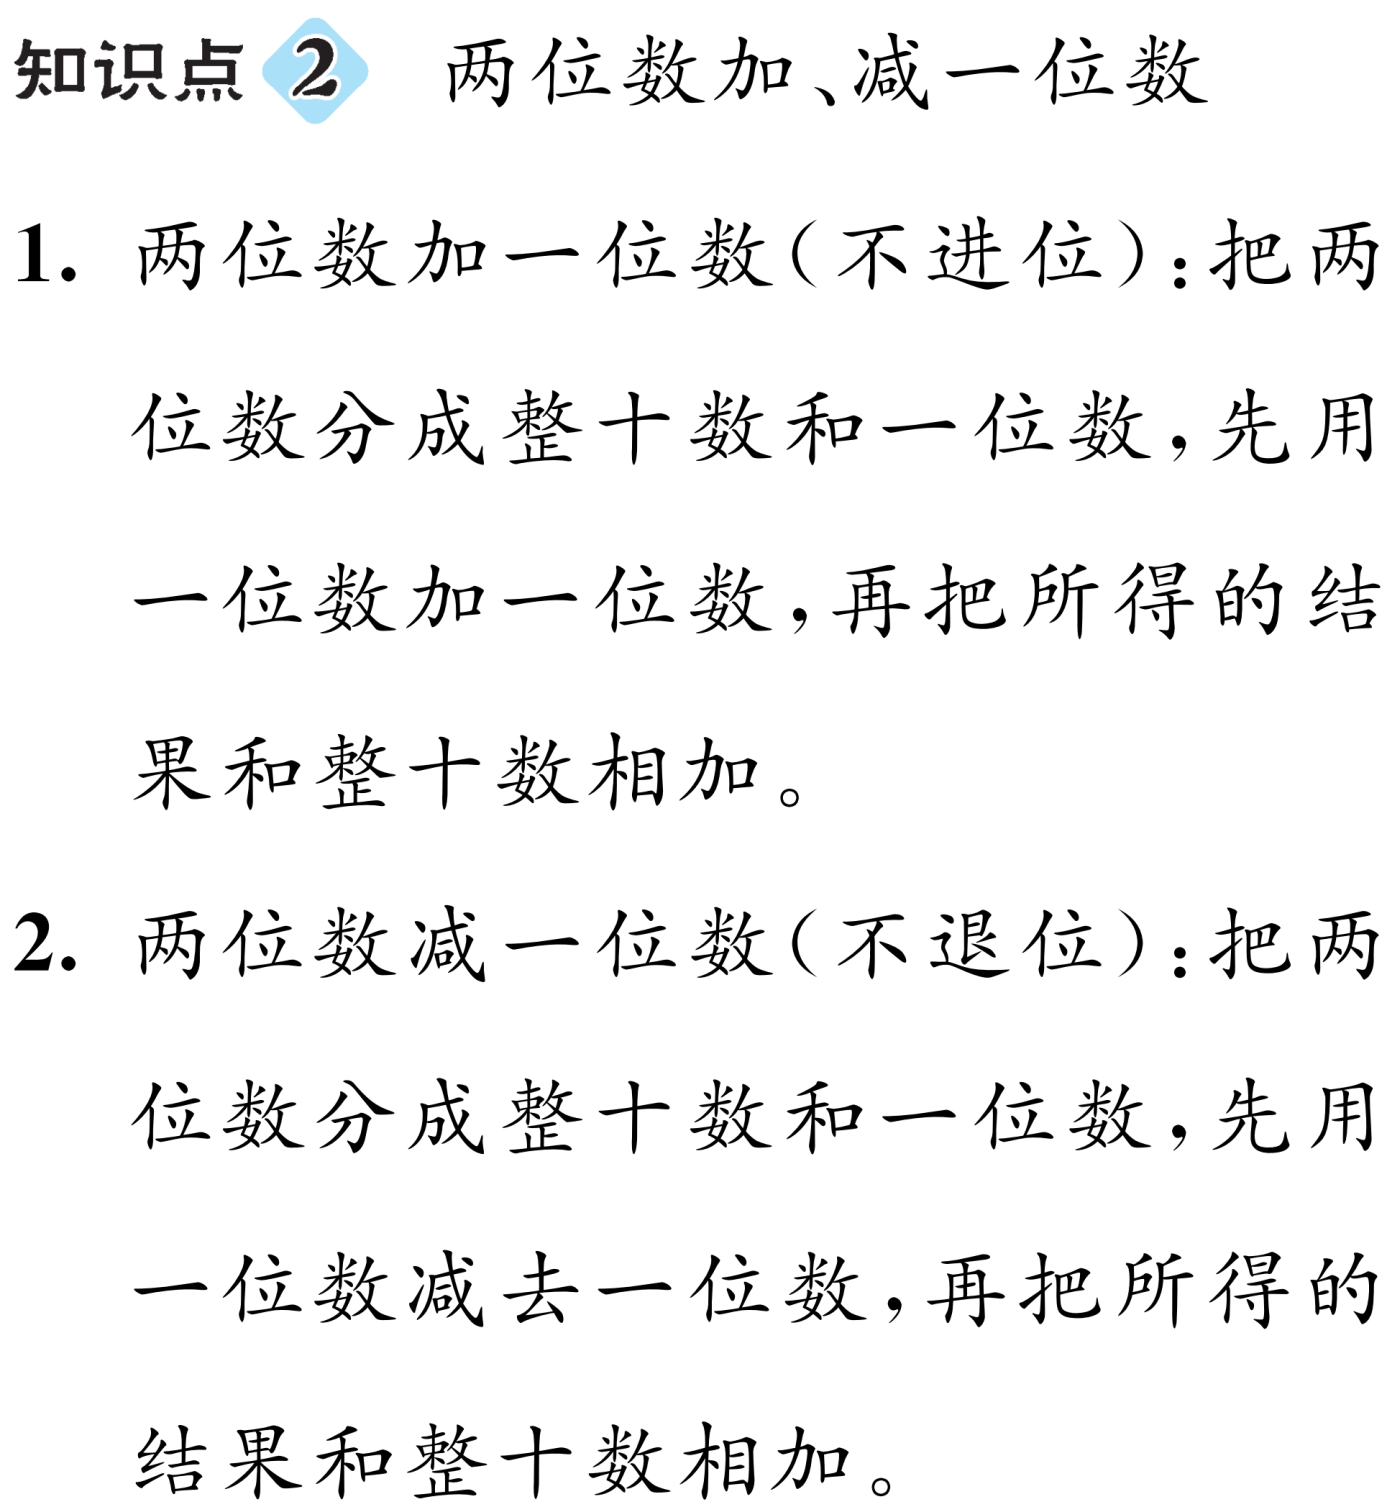 知识点2 两位数加、减一位数
1. 两位数加一位数(不进位):把两
位数分成整十数和一位数,先用
一位数加一位数,再把所得的结
果和整十数相加。
2. 两位数减一位数(不退位):把两
位数分成整十数和一位数,先用
一位数减去一位数,再把所得的
结果和整十数相加。